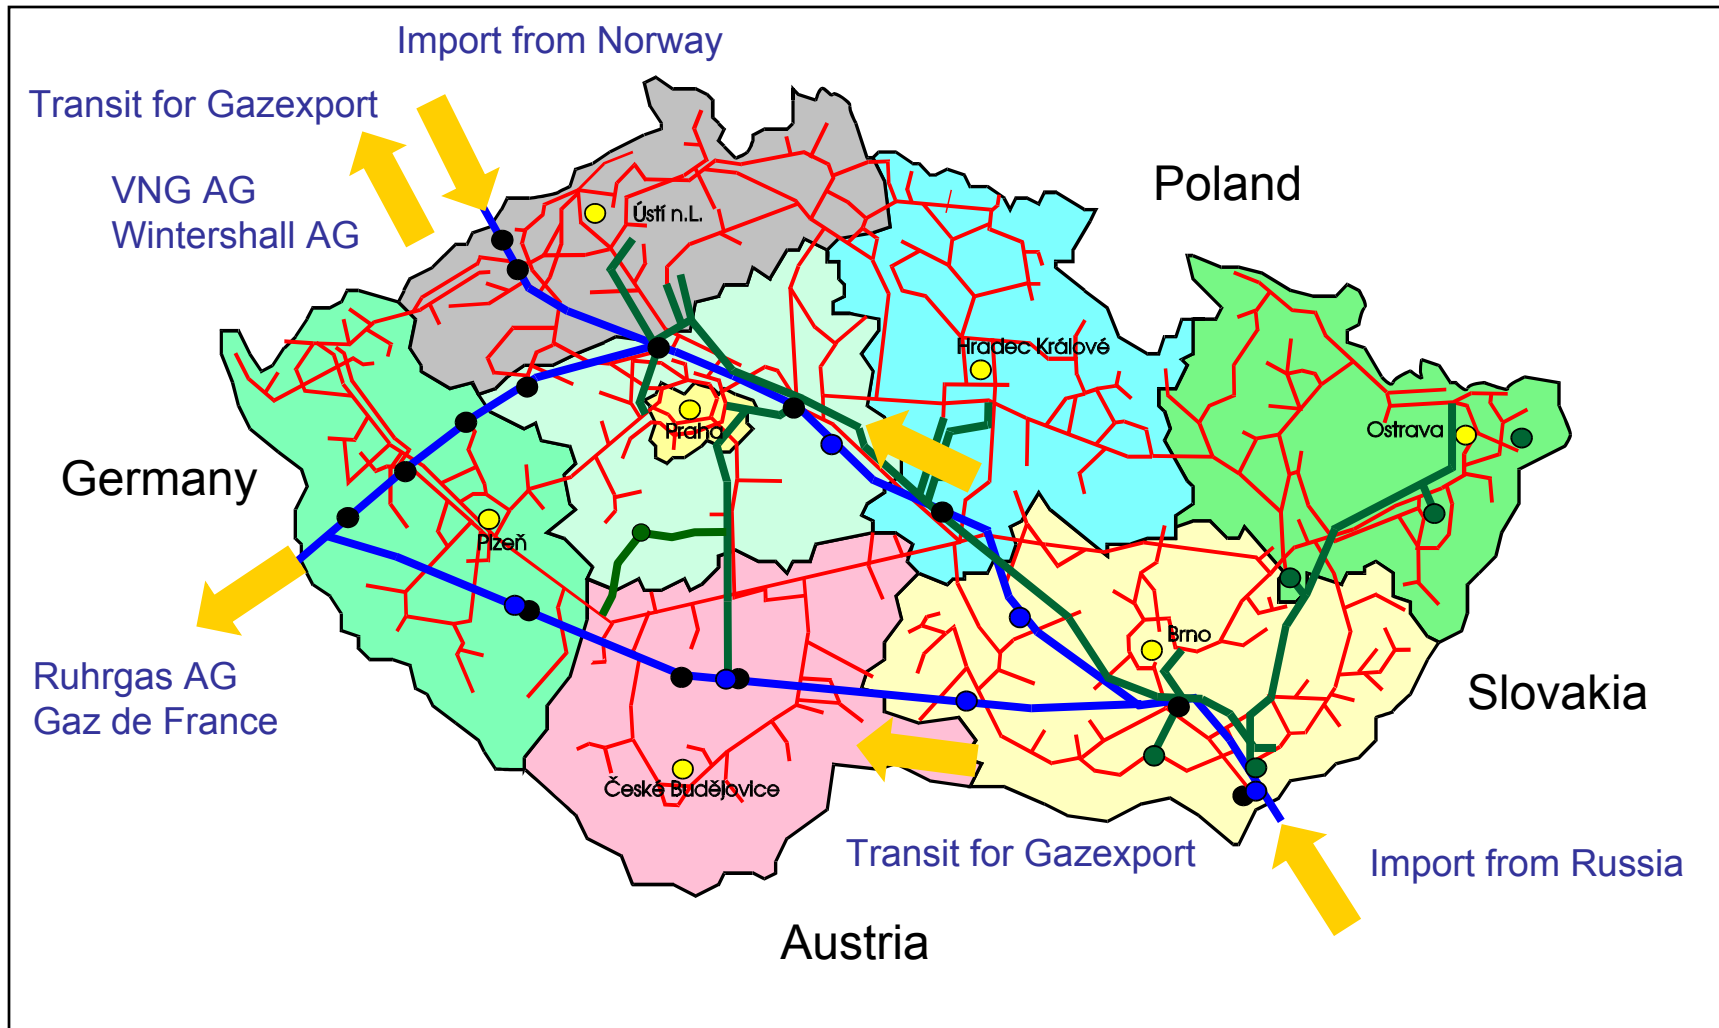 Import from Norway
Transit for Gazexport
VNG AG
Wintershall AG
Poland
Ústí n.L.
Hradec Králové
Praha
Ostrava
Germany
Plzeň
Brno
Ruhrgas AG
Gaz de France
Slovakia
České Budějovice
Transit for Gazexport
Import from Russia
Austria